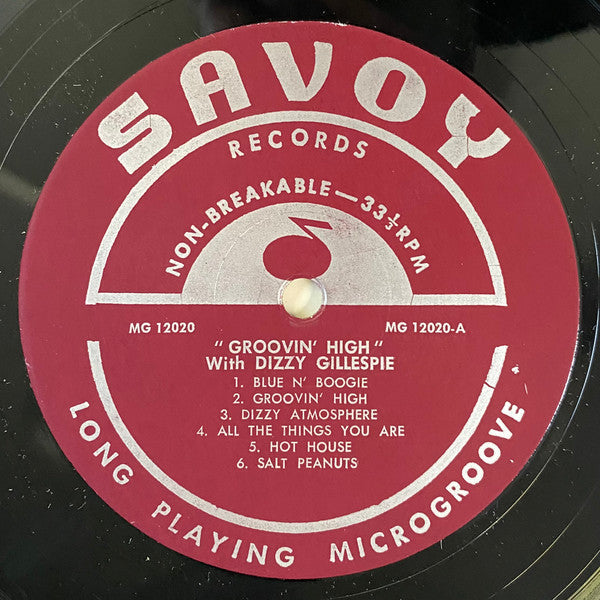 SAVOY
RECORDS
NON-BREAKABLE—33⅓RPM
MG 12020 MG 12020-A
" GROOVIN' HIGH "
With DIZZY GILLESPIE
1. BLUE N' BOOGIE
2. GROOVIN' HIGH
3. DIZZY ATMOSPHERE
4. ALL THE THINGS YOU ARE
5. HOT HOUSE
6. SALT PEANUTS
LONG PLAYING MICROGROOVE